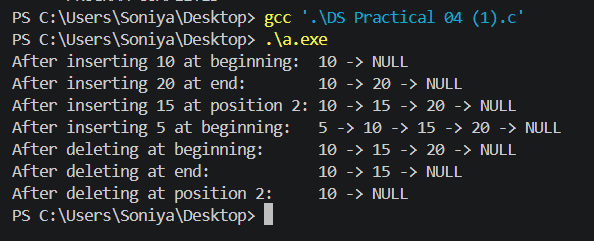 PS C:\Users\Soniya\Desktop> gcc '.\DS Practical 04 (1).c'
PS C:\Users\Soniya\Desktop> .\a.exe
After inserting 10 at beginning:  10 -> NULL
After inserting 20 at end:        10 -> 20 -> NULL
After inserting 15 at position 2: 10 -> 15 -> 20 -> NULL
After inserting 5 at beginning:   5 -> 10 -> 15 -> 20 -> NULL
After deleting at beginning:      10 -> 15 -> 20 -> NULL
After deleting at end:            10 -> 15 -> NULL
After deleting at position 2:     10 -> NULL
PS C:\Users\Soniya\Desktop>